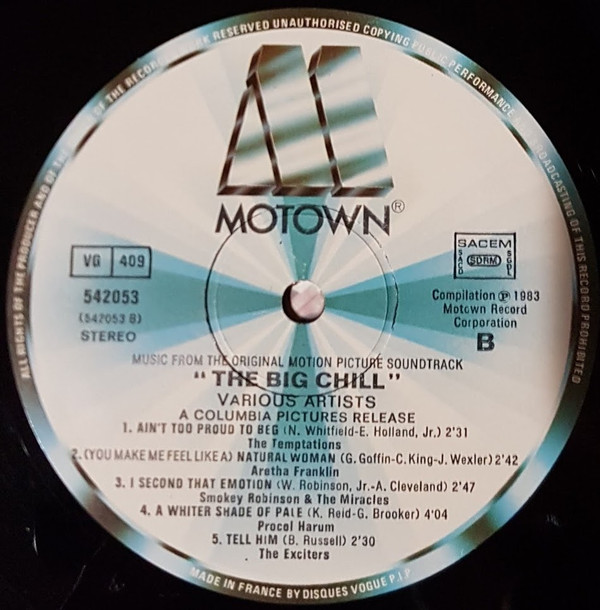 ALL RIGHTS OF THE PRODUCER AND OF THE OWNER OF THE RECORDED WORK RESERVED UNAUTHORISED COPYING PUBLIC PERFORMANCE AND BROADCASTING OF THIS RECORD PROHIBITED
MOTOWN®
VG 409
542053
(542053 B)
STEREO
SACEM
SACD SDRM SGDL
Compilation ℗ 1983
Motown Record
Corporation
B
MUSIC FROM THE ORIGINAL MOTION PICTURE SOUNDTRACK
"THE BIG CHILL"
VARIOUS ARTISTS
A COLUMBIA PICTURES RELEASE
1. AIN'T TOO PROUD TO BEG (N. Whitfield-E. Holland, Jr.) 2'31
The Temptations
2. (YOU MAKE ME FEEL LIKE A) NATURAL WOMAN (G. Goffin-C. King-J. Wexler) 2'42
Aretha Franklin
3. I SECOND THAT EMOTION (W. Robinson, Jr.-A. Cleveland) 2'47
Smokey Robinson & The Miracles
4. A WHITER SHADE OF PALE (K. Reid-G. Brooker) 4'04
Procol Harum
5. TELL HIM (B. Russell) 2'30
The Exciters
MADE IN FRANCE BY DISQUES VOGUE P.I.P